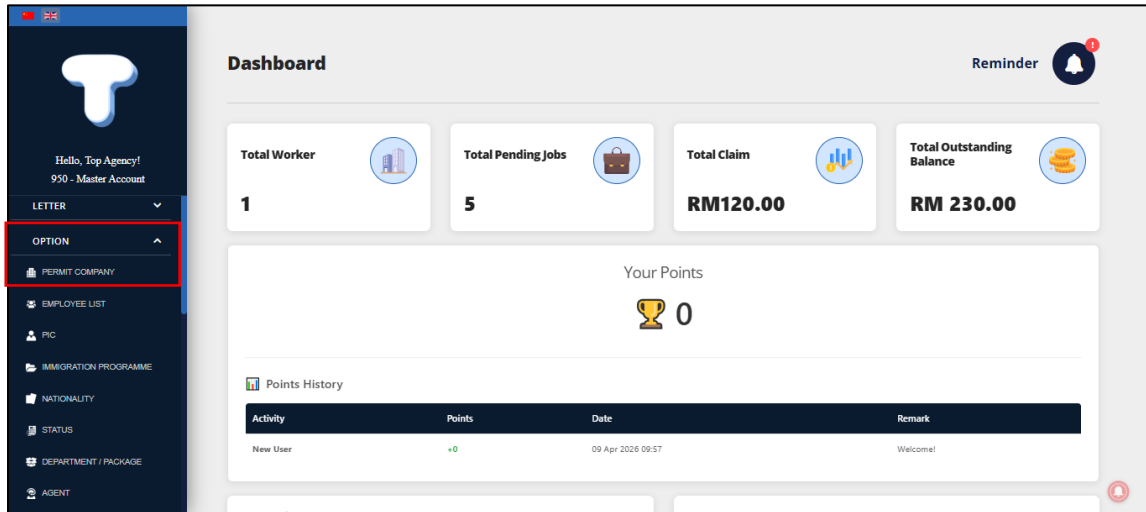 Hello, Top Agency!
950 - Master Account
LETTER
OPTION
PERMIT COMPANY
EMPLOYEE LIST
PIC
IMMIGRATION PROGRAMME
NATIONALITY
STATUS
DEPARTMENT / PACKAGE
AGENT
Dashboard
Reminder
!
Total Worker
1
Total Pending Jobs
5
Total Claim
RM120.00
Total Outstanding
Balance
RM 230.00
Your Points
0
Points History
Activity Points Date Remark
New User +0 09 Apr 2026 09:57 Welcome!